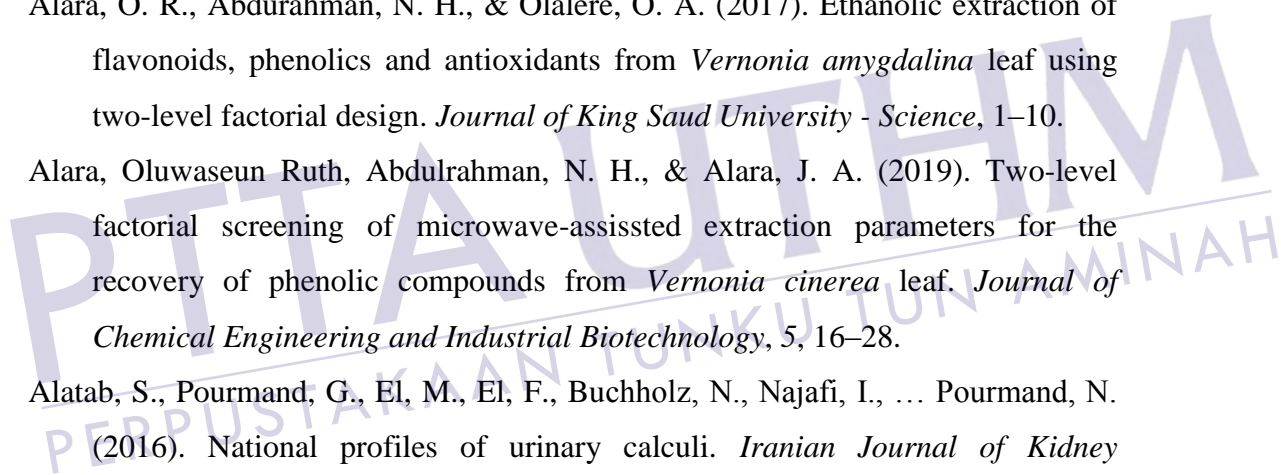 Alara, O. R., Abdurahman, N. H., & Olalere, O. A. (2017). Ethanolic extraction of
flavonoids, phenolics and antioxidants from Vernonia amygdalina leaf using
two-level factorial design. Journal of King Saud University - Science, 1–10.
Alara, Oluwaseun Ruth, Abdulrahman, N. H., & Alara, J. A. (2019). Two-level
factorial screening of microwave-assissted extraction parameters for the
recovery of phenolic compounds from Vernonia cinerea leaf. Journal of
Chemical Engineering and Industrial Biotechnology, 5, 16–28.
Alatab, S., Pourmand, G., El, M., El, F., Buchholz, N., Najafi, I., … Pourmand, N.
(2016). National profiles of urinary calculi. Iranian Journal of Kidney
PTTA UTHM
PERPUSTAKAAN TUNKU TUN AMINAH